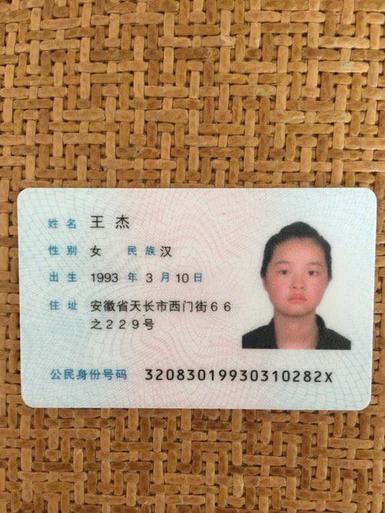 姓名 王杰
性别 女 民族 汉
出生 1993 年 3 月 10 日
住址 安徽省天长市西门街66
之229号
公民身份号码 32083019930310282X